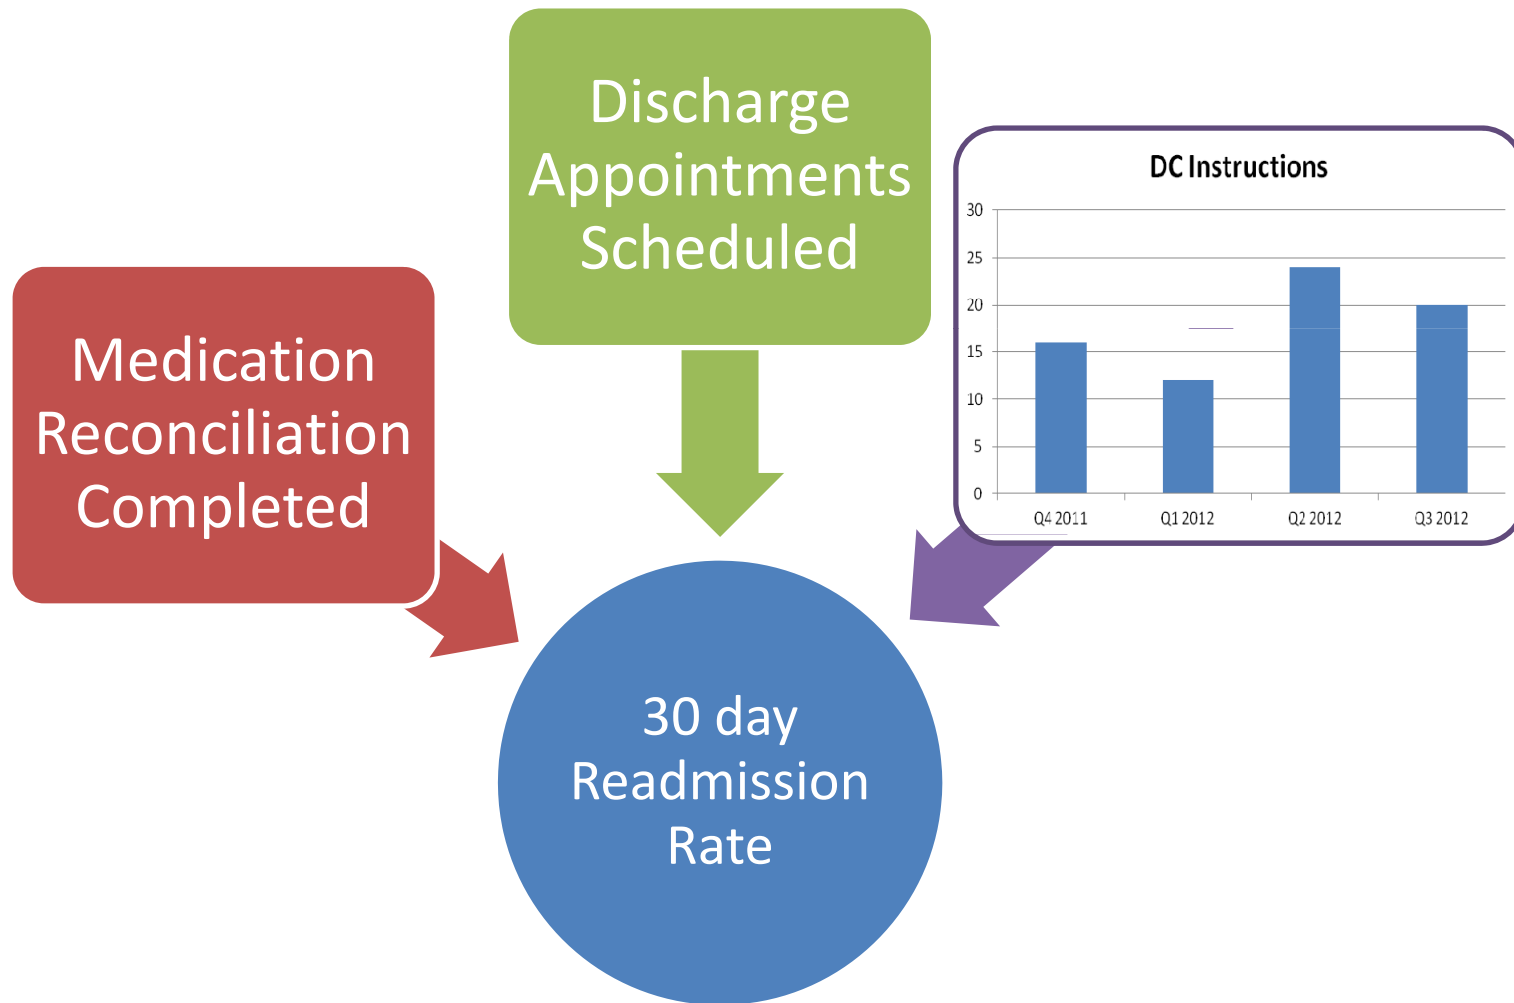 Discharge
Appointments
Scheduled
Medication
Reconciliation
Completed
DC Instructions
30
25
20
15
10
5
0
Q4 2011
Q1 2012
Q2 2012
Q3 2012
30 day
Readmission
Rate